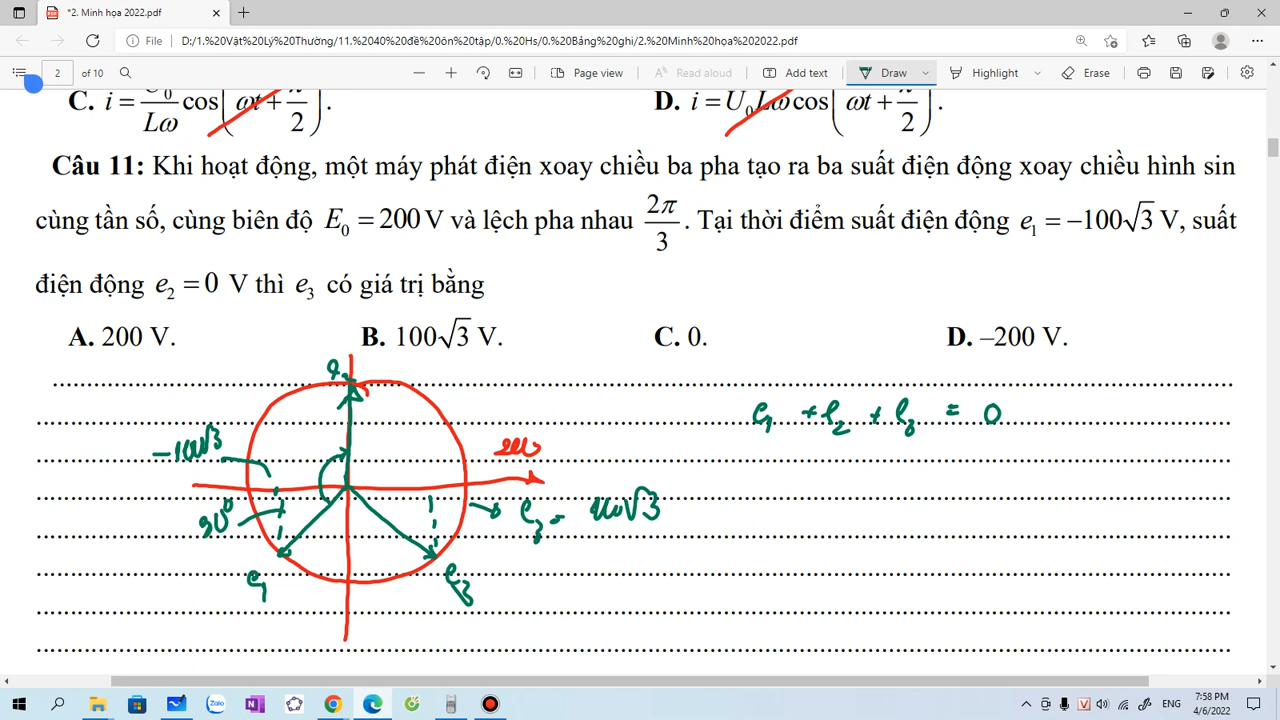 *2. Minh họa 2022.pdf
File D:/1.%20Vật%20Lý%20Thường/11.%2040%20đề%20ôn%20tập/0.%20Hs/0.%20Bảng%20ghi/2.%20Minh%20họa%202022.pdf
2 of 10 Page view Read aloud Add text Draw Highlight Erase
C. i = U₀/Lω cos(ωt + π/2). D. i = U₀Lω cos(ωt + π/2).
Câu 11: Khi hoạt động, một máy phát điện xoay chiều ba pha tạo ra ba suất điện động xoay chiều hình sin
cùng tần số, cùng biên độ E₀ = 200 V và lệch pha nhau 2π/3. Tại thời điểm suất điện động e₁ = −100√3 V, suất
điện động e₂ = 0 V thì e₃ có giá trị bằng
A. 200 V. B. 100√3 V. C. 0. D. –200 V.
e₁ + e₂ + e₃ = 0
−100√3
200
30⁰
e₃ = 100√3
e₁
e₃
ENG
7:58 PM
4/6/2022